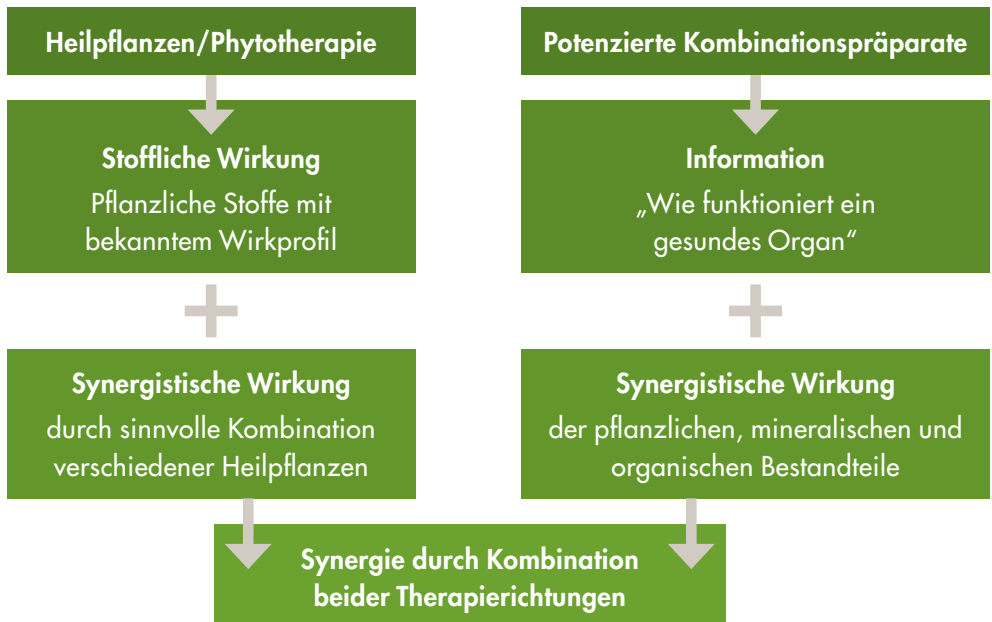 Heilpflanzen/Phytotherapie
Stoffliche Wirkung
Pflanzliche Stoffe mit
bekanntem Wirkprofil
Synergistische Wirkung
durch sinnvolle Kombination
verschiedener Heilpflanzen
Potenzierte Kombinationspräparate
Information
„Wie funktioniert ein
gesundes Organ“
Synergistische Wirkung
der pflanzlichen, mineralischen und
organischen Bestandteile
Synergie durch Kombination
beider Therapierichtungen